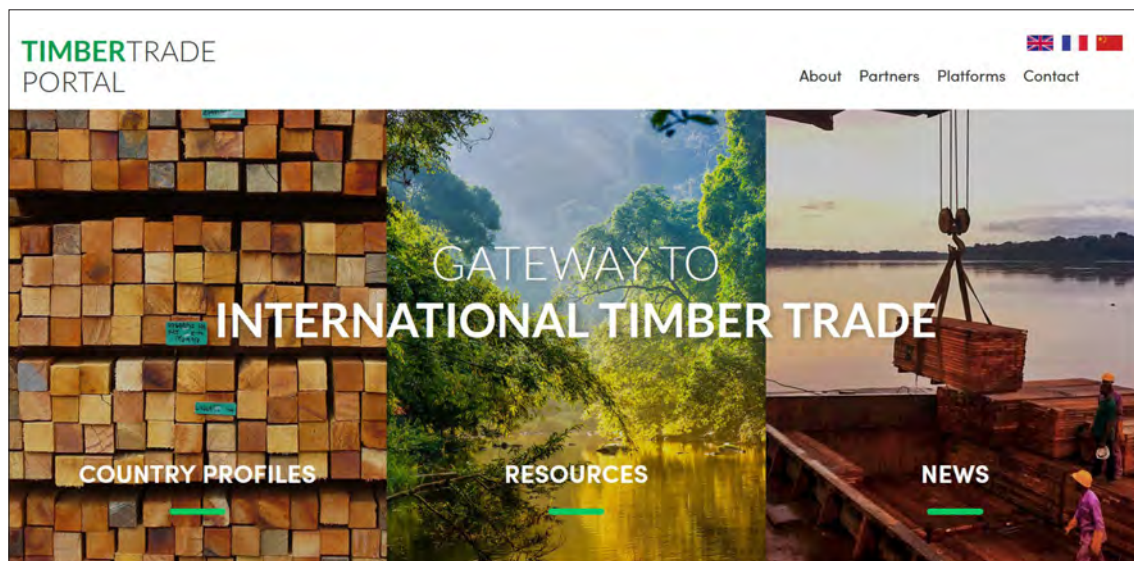 TIMBERTRADE
PORTAL
About Partners Platforms Contact
GATEWAY TO
INTERNATIONAL TIMBER TRADE
COUNTRY PROFILES
RESOURCES
NEWS